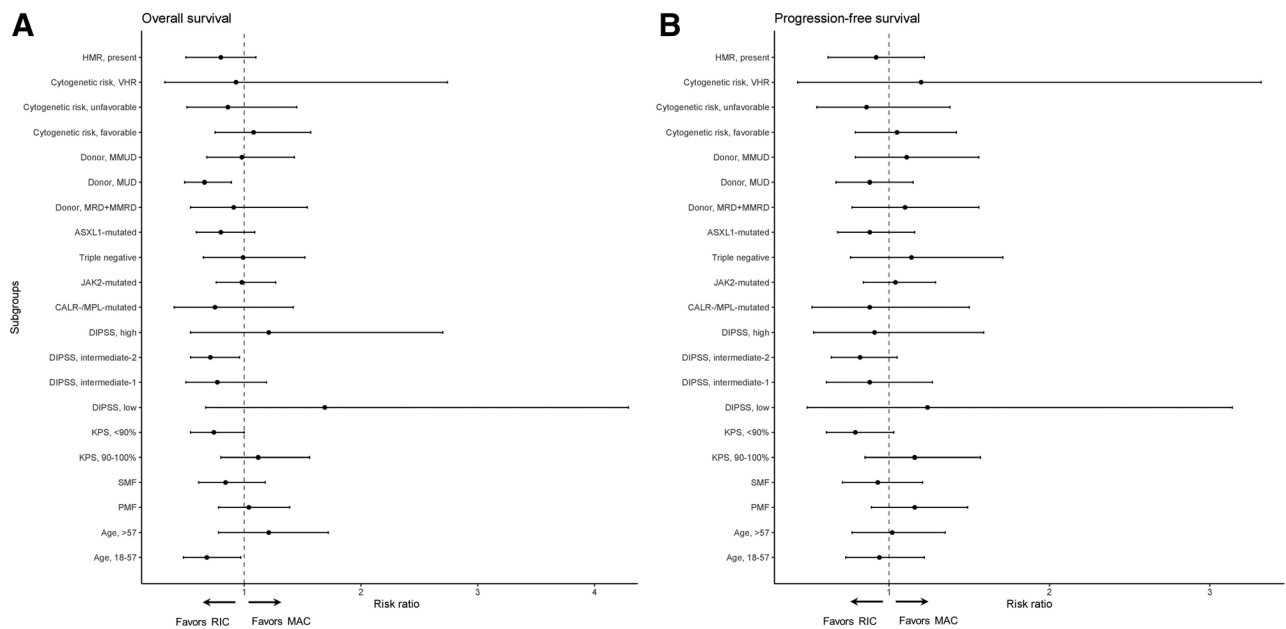 A
Overall survival
Subgroups
HMR, present
Cytogenetic risk, VHR
Cytogenetic risk, unfavorable
Cytogenetic risk, favorable
Donor, MMUD
Donor, MUD
Donor, MRD+MMRD
ASXL1-mutated
Triple negative
JAK2-mutated
CALR-/MPL-mutated
DIPSS, high
DIPSS, intermediate-2
DIPSS, intermediate-1
DIPSS, low
KPS, <90%
KPS, 90-100%
SMF
PMF
Age, >57
Age, 18-57
1 2 3 4
Risk ratio
Favors RIC Favors MAC
B
Progression-free survival
HMR, present
Cytogenetic risk, VHR
Cytogenetic risk, unfavorable
Cytogenetic risk, favorable
Donor, MMUD
Donor, MUD
Donor, MRD+MMRD
ASXL1-mutated
Triple negative
JAK2-mutated
CALR-/MPL-mutated
DIPSS, high
DIPSS, intermediate-2
DIPSS, intermediate-1
DIPSS, low
KPS, <90%
KPS, 90-100%
SMF
PMF
Age, >57
Age, 18-57
1 2 3
Risk ratio
Favors RIC Favors MAC